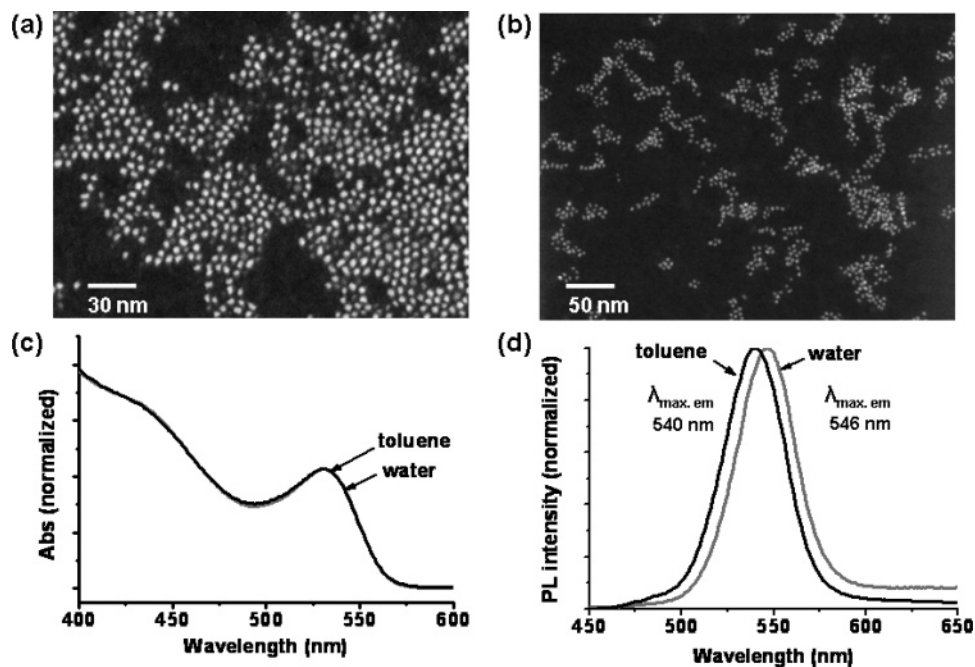 (a)
30 nm
(b)
50 nm
(c)
toluene
water
Abs (normalized)
400
450
500
550
600
Wavelength (nm)
(d)
toluene
water
λmax. em
540 nm
λmax. em
546 nm
PL intensity (normalized)
450
500
550
600
650
Wavelength (nm)